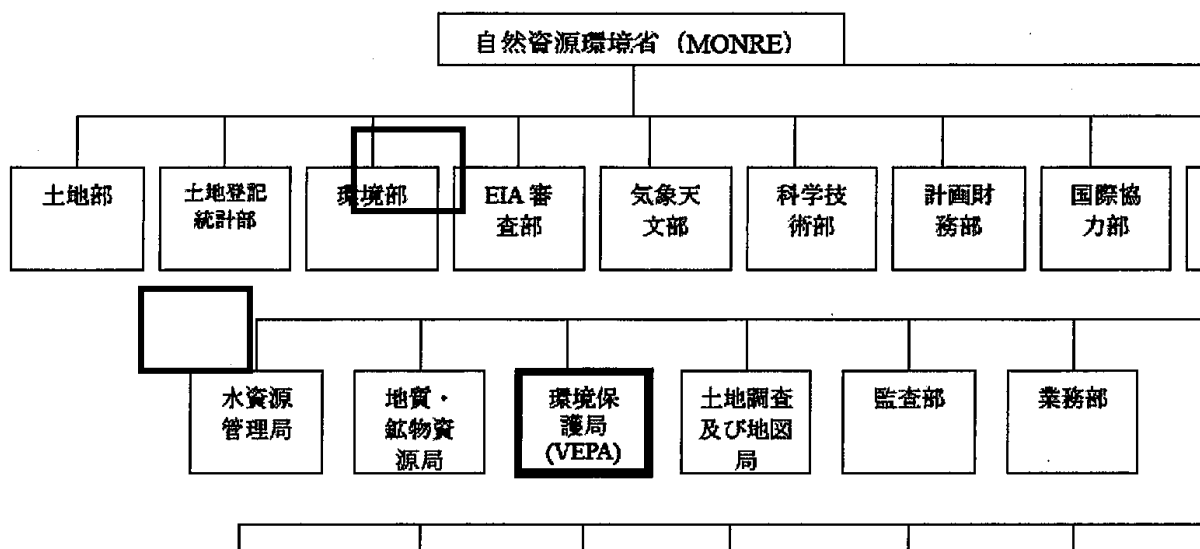 自然資源環境省（MONRE）
土地部
土地登記
統計部
環境部
EIA 審
査部
気象天
文部
科学技
術部
計画財
務部
国際協
力部
水資源
管理局
地質・
鉱物資
源局
環境保
護局
(VEPA)
土地調査
及び地図
局
監査部
業務部